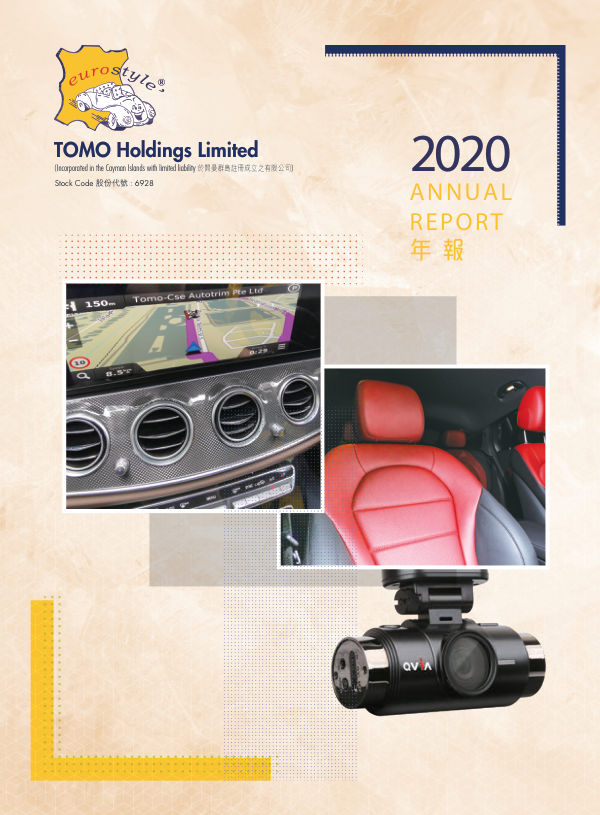 eurostyle®
TOMO Holdings Limited
(Incorporated in the Cayman Islands with limited liability 於開曼群島註冊成立之有限公司)
Stock Code 股份代號 : 6928
2020
ANNUAL
REPORT
年報
150m
Tomo-Cse Autotrim Pte Ltd
P
10
8.5
0:29
QVIA